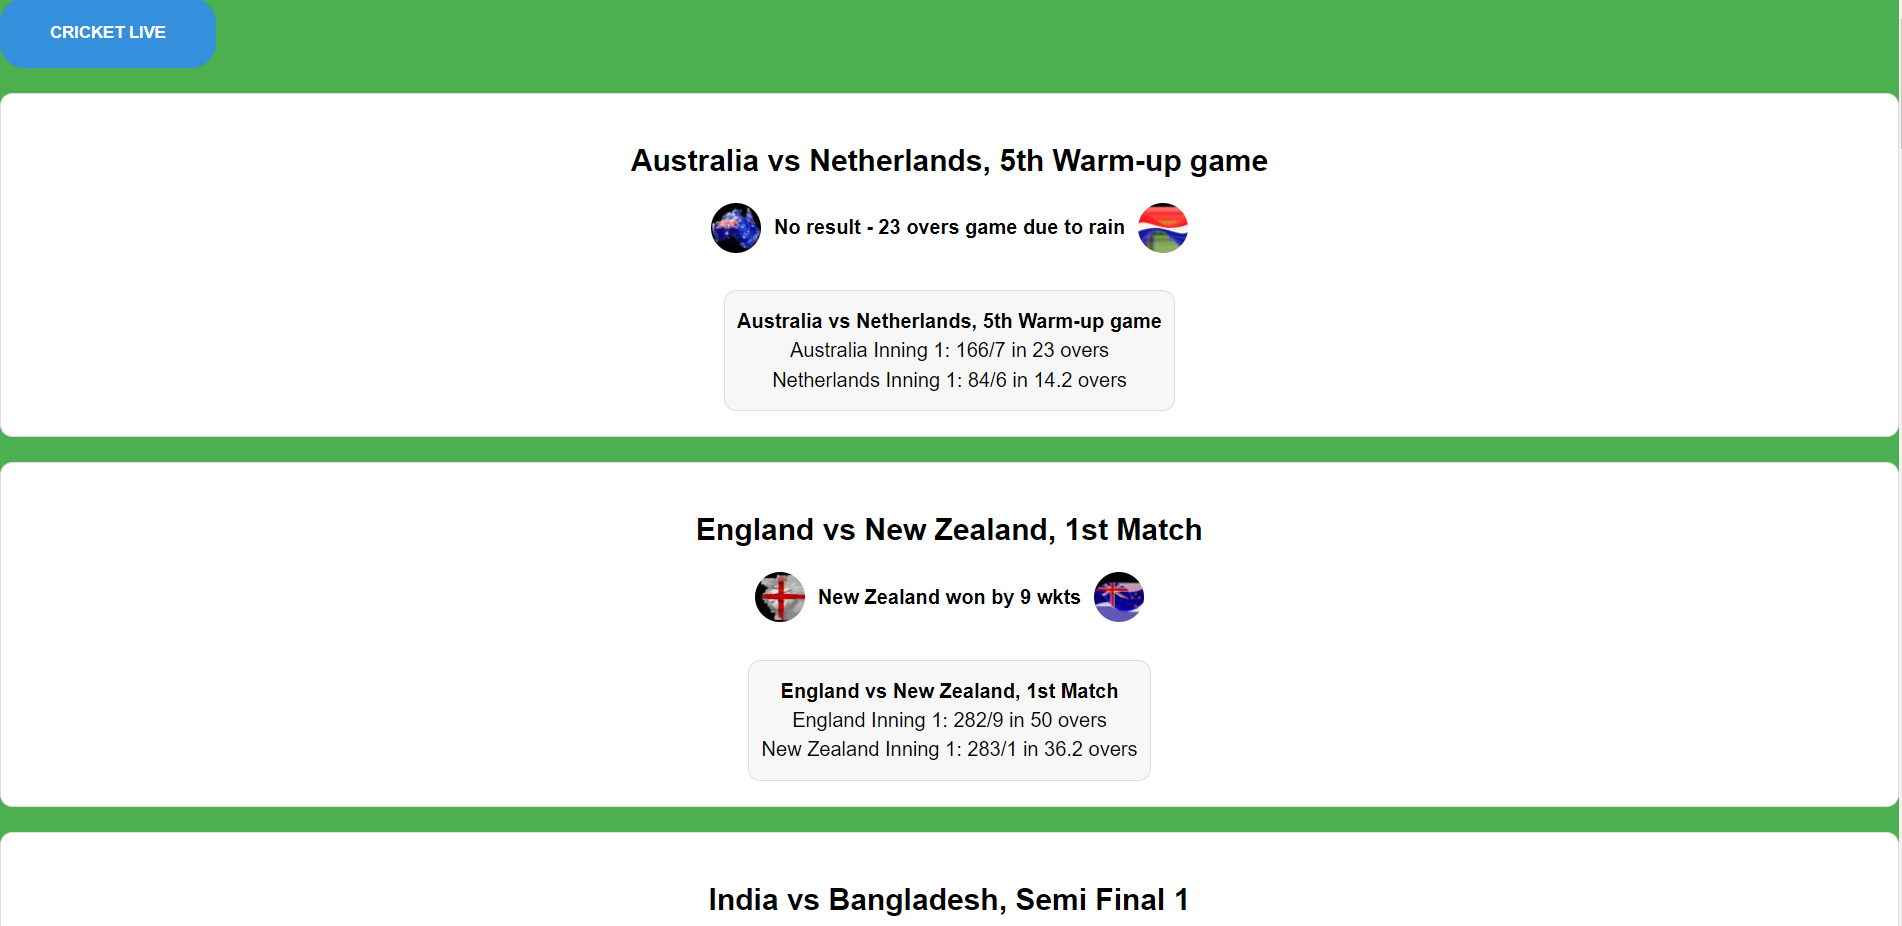 CRICKET LIVE
Australia vs Netherlands, 5th Warm-up game
No result - 23 overs game due to rain
Australia vs Netherlands, 5th Warm-up game
Australia Inning 1: 166/7 in 23 overs
Netherlands Inning 1: 84/6 in 14.2 overs
England vs New Zealand, 1st Match
New Zealand won by 9 wkts
England vs New Zealand, 1st Match
England Inning 1: 282/9 in 50 overs
New Zealand Inning 1: 283/1 in 36.2 overs
India vs Bangladesh, Semi Final 1